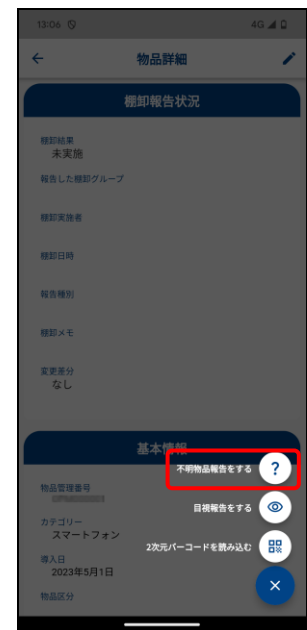 13:06
4G
物品詳細
棚卸報告状況
棚卸結果
未実施
報告した棚卸グループ
棚卸実施者
棚卸日時
報告種別
棚卸メモ
変更差分
なし
基本情報
不明物品報告をする
?
物品管理番号
目視報告をする
カテゴリー
スマートフォン
2次元バーコードを読み込む
導入日
2023年5月1日
物品区分